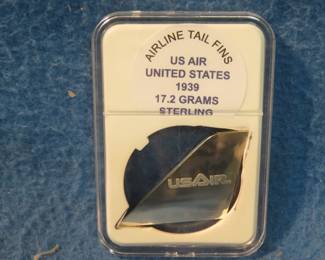 AIRLINE TAIL FINS
US AIR
UNITED STATES
1939
17.2 GRAMS
STERLING
USAIR